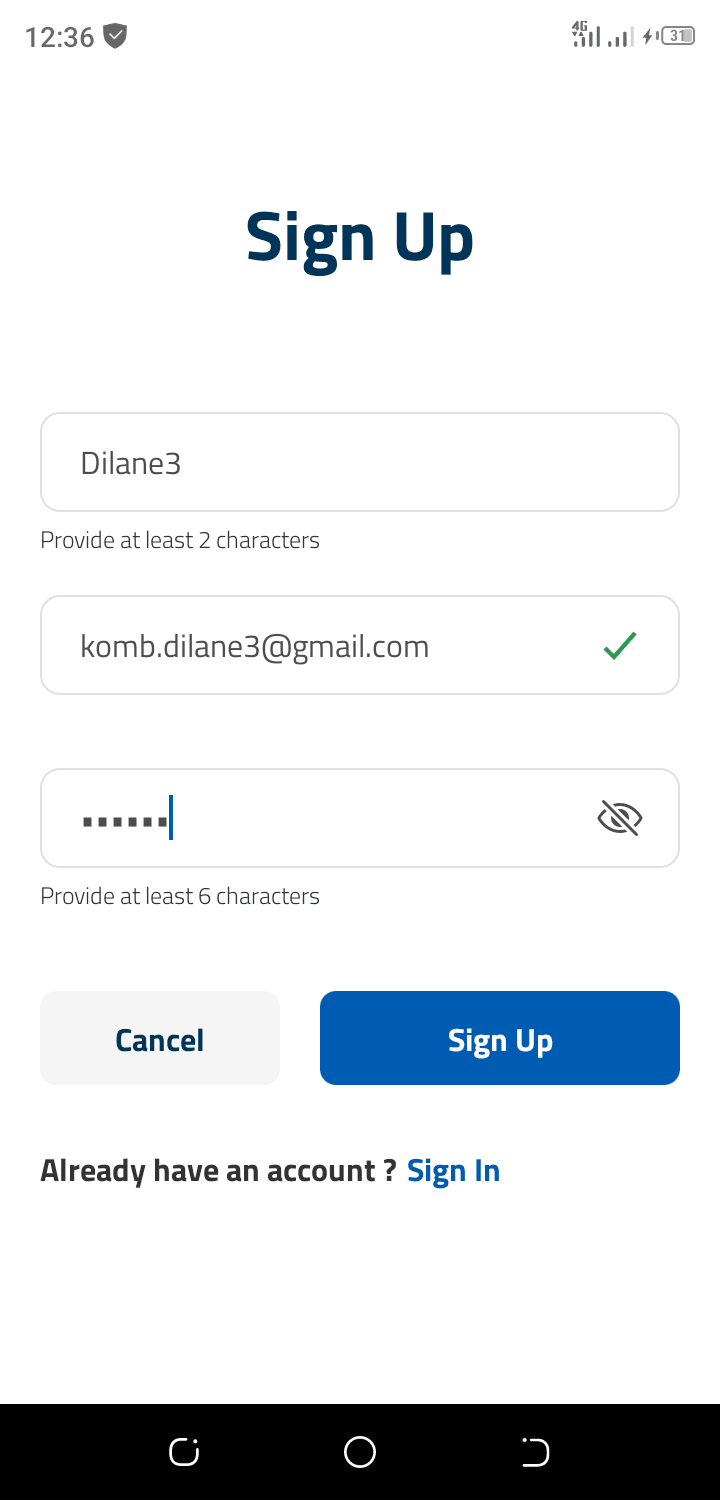 12:36
4G
31
Sign Up
Dilane3
Provide at least 2 characters
komb.dilane3@gmail.com
Provide at least 6 characters
Cancel
Sign Up
Already have an account ? Sign In